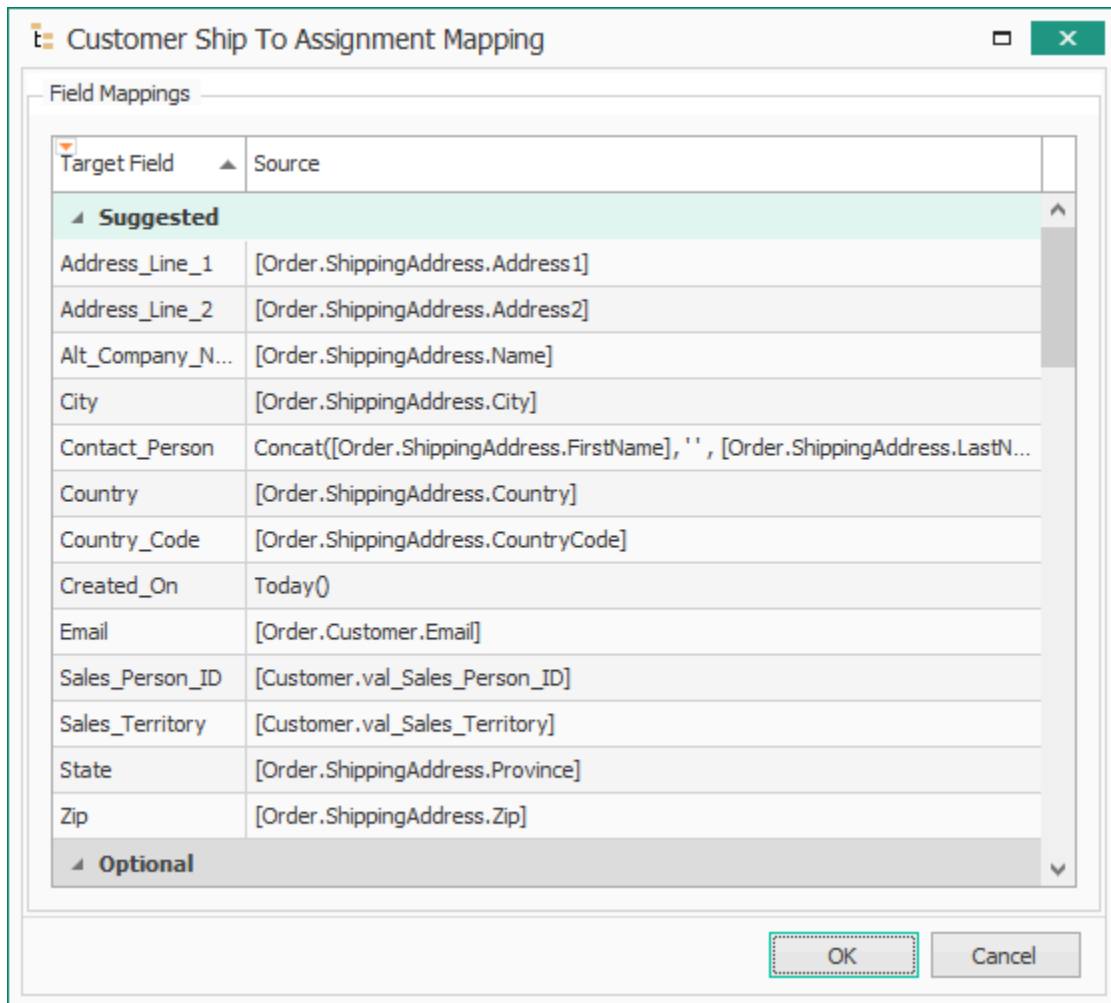 Customer Ship To Assignment Mapping
Field Mappings
Target Field Source
Suggested
Address_Line_1 [Order.ShippingAddress.Address1]
Address_Line_2 [Order.ShippingAddress.Address2]
Alt_Company_N... [Order.ShippingAddress.Name]
City [Order.ShippingAddress.City]
Contact_Person Concat([Order.ShippingAddress.FirstName],' ', [Order.ShippingAddress.LastN...
Country [Order.ShippingAddress.Country]
Country_Code [Order.ShippingAddress.CountryCode]
Created_On Today()
Email [Order.Customer.Email]
Sales_Person_ID [Customer.val_Sales_Person_ID]
Sales_Territory [Customer.val_Sales_Territory]
State [Order.ShippingAddress.Province]
Zip [Order.ShippingAddress.Zip]
Optional
OK Cancel